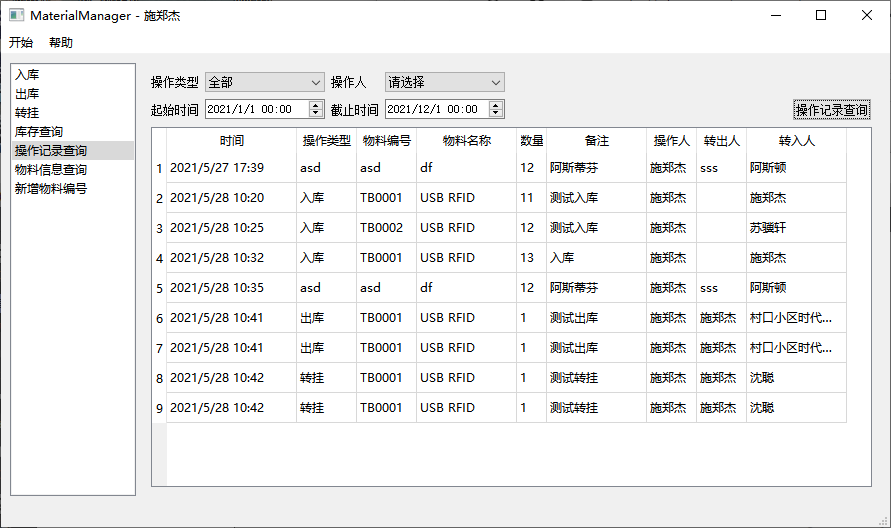 MaterialManager - 施郑杰
开始 帮助
入库
出库
转挂
库存查询
操作记录查询
物料信息查询
新增物料编号
操作类型 全部 操作人 请选择
起始时间 2021/1/1 00:00 截止时间 2021/12/1 00:00 操作记录查询
时间 操作类型 物料编号 物料名称 数量 备注 操作人 转出人 转入人
1 2021/5/27 17:39 asd asd df 12 阿斯蒂芬 施郑杰 sss 阿斯顿
2 2021/5/28 10:20 入库 TB0001 USB RFID 11 测试入库 施郑杰 施郑杰
3 2021/5/28 10:25 入库 TB0002 USB RFID 12 测试入库 施郑杰 苏骥轩
4 2021/5/28 10:32 入库 TB0001 USB RFID 13 入库 施郑杰 施郑杰
5 2021/5/28 10:35 asd asd df 12 阿斯蒂芬 施郑杰 sss 阿斯顿
6 2021/5/28 10:41 出库 TB0001 USB RFID 1 测试出库 施郑杰 施郑杰 村口小区时代...
7 2021/5/28 10:41 出库 TB0001 USB RFID 1 测试出库 施郑杰 施郑杰 村口小区时代...
8 2021/5/28 10:42 转挂 TB0001 USB RFID 1 测试转挂 施郑杰 施郑杰 沈聪
9 2021/5/28 10:42 转挂 TB0001 USB RFID 1 测试转挂 施郑杰 施郑杰 沈聪